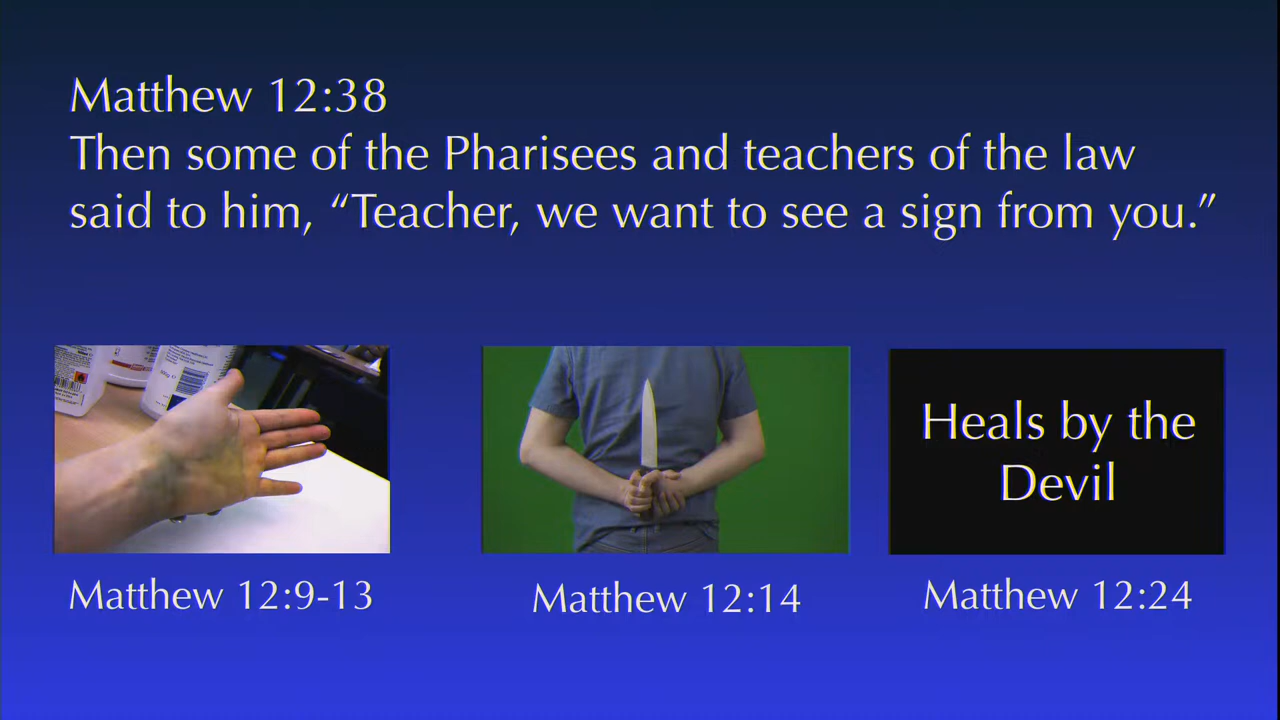 Matthew 12:38
Then some of the Pharisees and teachers of the law
said to him, “Teacher, we want to see a sign from you.”
Heals by the
Devil
Matthew 12:9-13
Matthew 12:14
Matthew 12:24